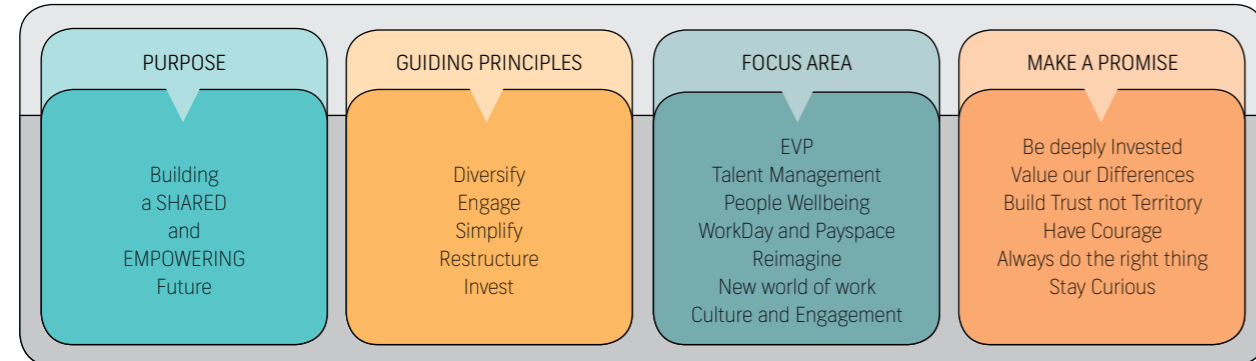 PURPOSE
Building
a SHARED
and
EMPOWERING
Future
GUIDING PRINCIPLES
Diversify
Engage
Simplify
Restructure
Invest
FOCUS AREA
EVP
Talent Management
People Wellbeing
WorkDay and Payspace
Reimagine
New world of work
Culture and Engagement
MAKE A PROMISE
Be deeply Invested
Value our Differences
Build Trust not Territory
Have Courage
Always do the right thing
Stay Curious